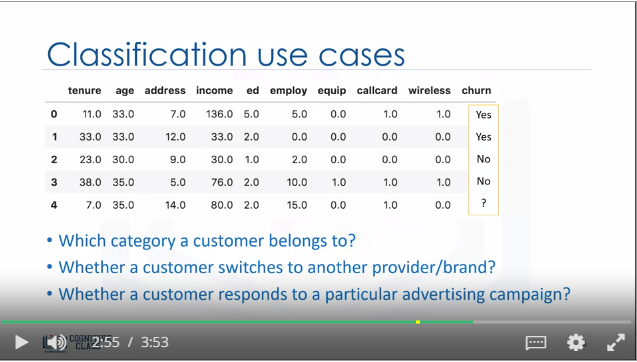 Classification use cases
tenure age address income ed employ equip callcard wireless churn
0 11.0 33.0 7.0 136.0 5.0 5.0 0.0 1.0 1.0 Yes
1 33.0 33.0 12.0 33.0 2.0 0.0 0.0 0.0 0.0 Yes
2 23.0 30.0 9.0 30.0 1.0 2.0 0.0 0.0 0.0 No
3 38.0 35.0 5.0 76.0 2.0 10.0 1.0 1.0 1.0 No
4 7.0 35.0 14.0 80.0 2.0 15.0 0.0 1.0 0.0 ?
• Which category a customer belongs to?
• Whether a customer switches to another provider/brand?
• Whether a customer responds to a particular advertising campaign?
2:55 / 3:53